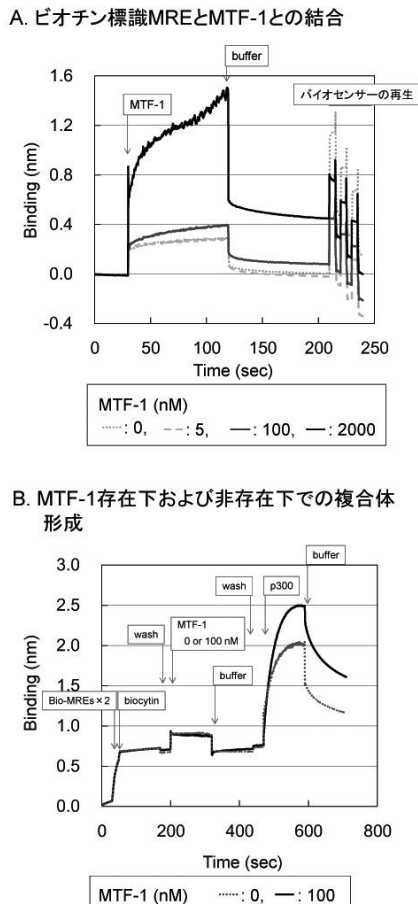 A. ビオチン標識MREとMTF-1との結合
buffer
1.6
バイオセンサーの再生
MTF-1
1.2
0.8
0.4
0.0
-0.4
Binding (nm)
0 50 100 150 200 250
Time (sec)
MTF-1 (nM)
: 0, : 5, : 100, : 2000
B. MTF-1存在下および非存在下での複合体
形成
buffer
3.0
wash p300
2.5
MTF-1
0 or 100 nM
wash
2.0
buffer
1.5
Bio-MREs×2 biocytin
1.0
0.5
0.0
Binding (nm)
0 200 400 600 800
Time (sec)
MTF-1 (nM) : 0, : 100